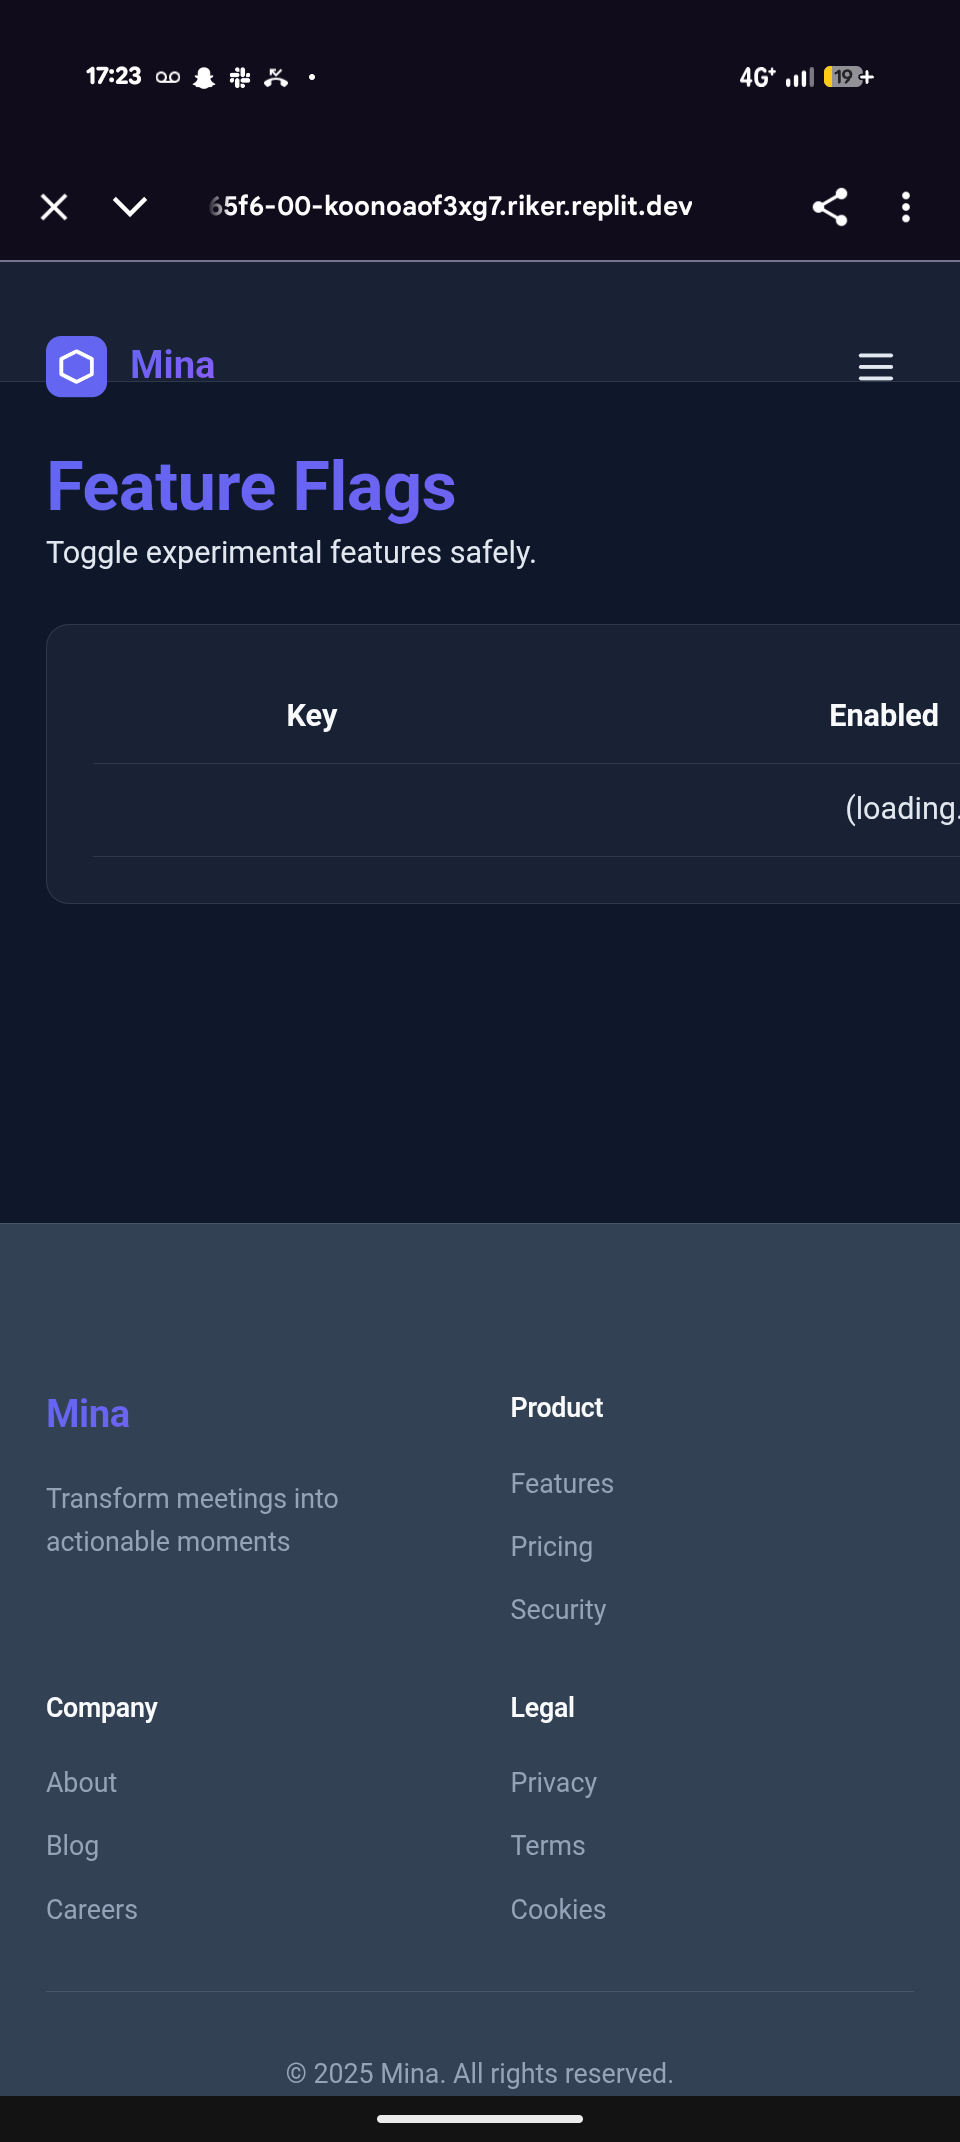 17:23
4G+
19
65f6-00-koonoaof3xg7.riker.replit.dev
Mina
Feature Flags
Toggle experimental features safely.
Key Enabled
(loading.
Mina
Transform meetings into
actionable moments
Product
Features
Pricing
Security
Company
About
Blog
Careers
Legal
Privacy
Terms
Cookies
© 2025 Mina. All rights reserved.